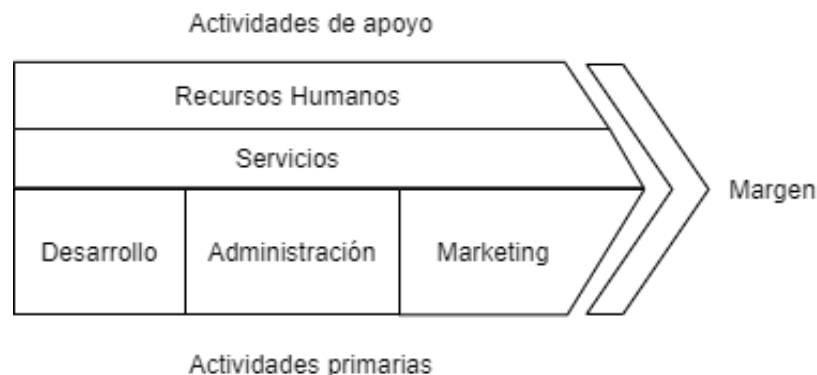 Actividades de apoyo
Recursos Humanos
Servicios
Desarrollo
Administración
Marketing
Margen
Actividades primarias